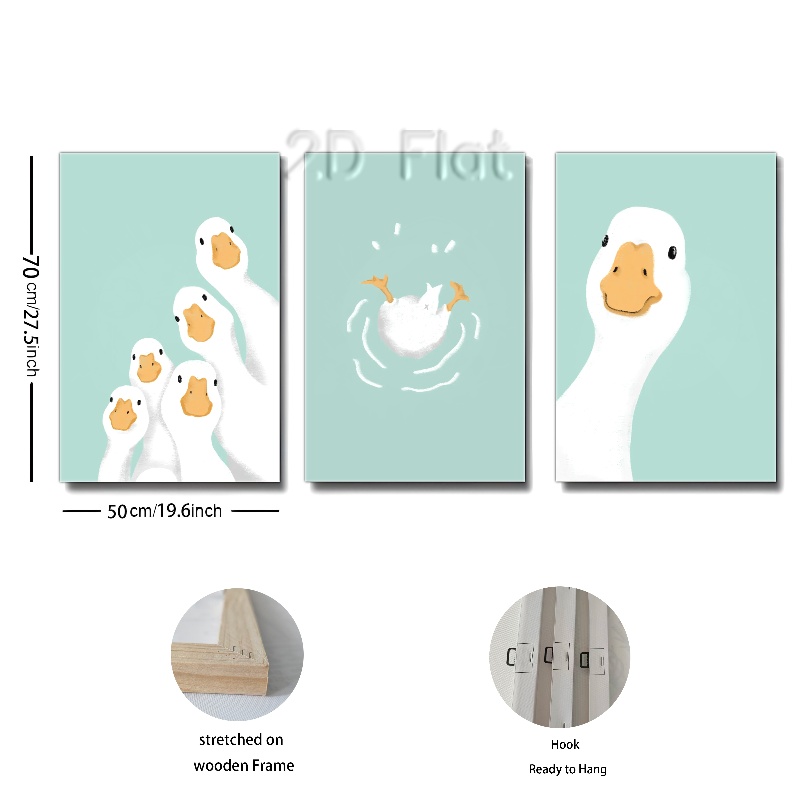 2D Flat
70 cm/27.5inch
50cm/19.6inch
stretched on
wooden Frame
Hook
Ready to Hang